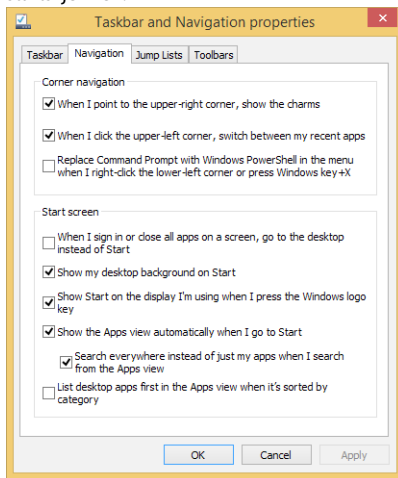 Taskbar and Navigation properties
Taskbar Navigation Jump Lists Toolbars
Corner navigation
When I point to the upper-right corner, show the charms
When I click the upper-left corner, switch between my recent apps
Replace Command Prompt with Windows PowerShell in the menu
when I right-click the lower-left corner or press Windows key+X
Start screen
When I sign in or close all apps on a screen, go to the desktop
instead of Start
Show my desktop background on Start
Show Start on the display I'm using when I press the Windows logo
key
Show the Apps view automatically when I go to Start
Search everywhere instead of just my apps when I search
from the Apps view
List desktop apps first in the Apps view when it's sorted by
category
OK Cancel Apply